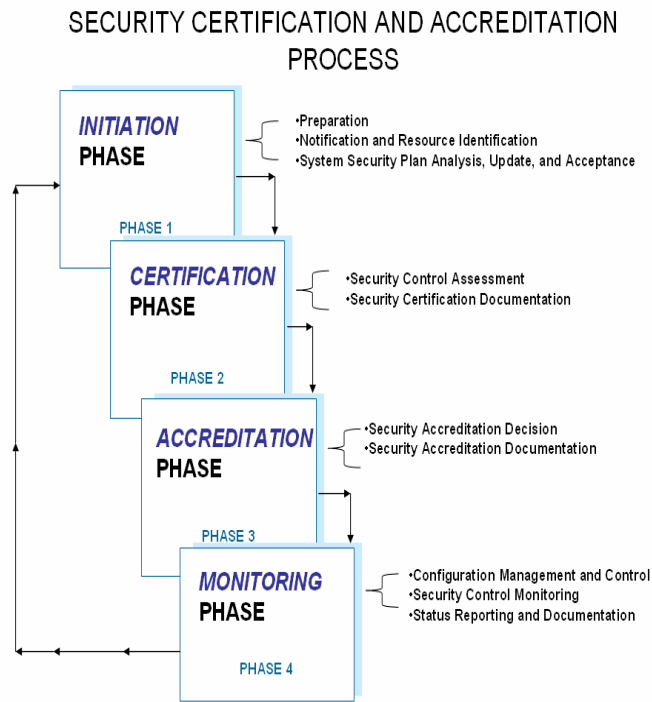 SECURITY CERTIFICATION AND ACCREDITATION
PROCESS
INITIATION
PHASE
PHASE 1
•Preparation
•Notification and Resource Identification
•System Security Plan Analysis, Update, and Acceptance
CERTIFICATION
PHASE
PHASE 2
•Security Control Assessment
•Security Certification Documentation
ACCREDITATION
PHASE
PHASE 3
•Security Accreditation Decision
•Security Accreditation Documentation
MONITORING
PHASE
PHASE 4
•Configuration Management and Control
•Security Control Monitoring
•Status Reporting and Documentation